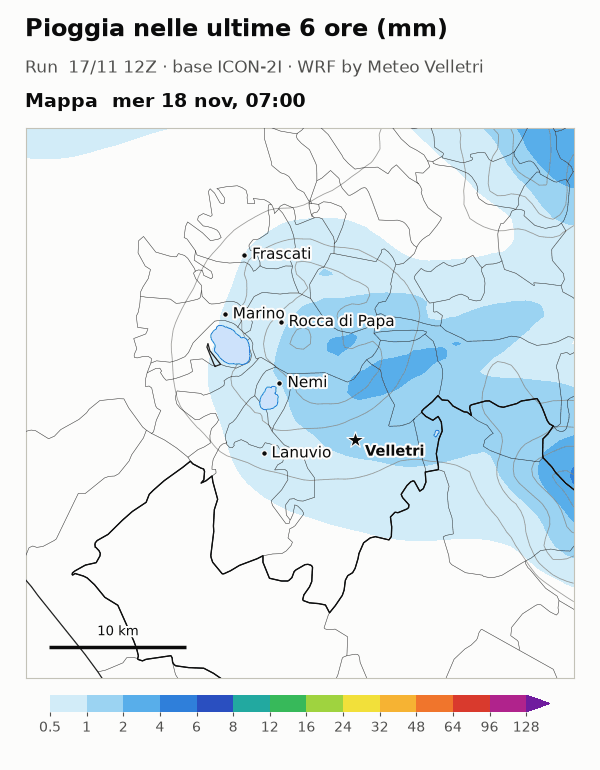 Pioggia nelle ultime 6 ore (mm)
Run  17/11 12Z · base ICON-2I · WRF by Meteo Velletri
Mappa  mer 18 nov, 07:00
Frascati
Marino
Rocca di Papa
Nemi
Velletri
Lanuvio
10 km
0.5 1 2 4 6 8 12 16 24 32 48 64 96 128